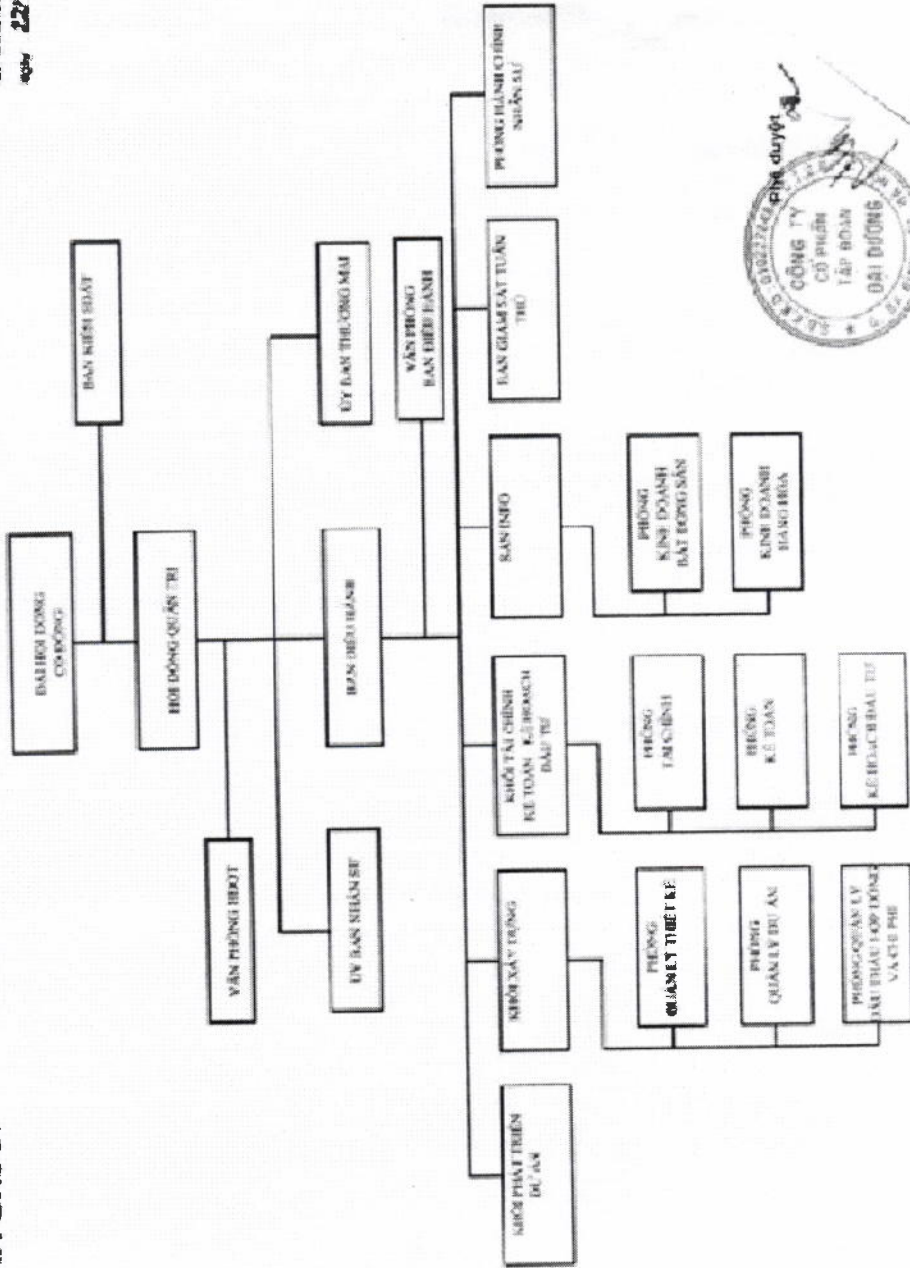 ĐẠI HỘI ĐỒNG
CỔ ĐÔNG
BAN KIỂM SOÁT
HỘI ĐỒNG QUẢN TRỊ
VĂN PHÒNG HĐQT
ỦY BAN NHÂN SỰ
ỦY BAN THƯƠNG MẠI
BAN ĐIỀU HÀNH
VĂN PHÒNG
BAN ĐIỀU HÀNH
KHỐI PHÁT TRIỂN
DỰ ÁN
KHỐI XÂY DỰNG
PHÒNG
QUẢN LÝ THIẾT KẾ
PHÒNG
QUẢN LÝ DỰ ÁN
PHÒNG QUẢN LÝ
ĐẤU THẦU HỢP ĐỒNG
VÀ CHI PHÍ
KHỐI TÀI CHÍNH
KẾ TOÁN KẾ HOẠCH
ĐẦU TƯ
PHÒNG
TÀI CHÍNH
PHÒNG
KẾ TOÁN
PHÒNG
KẾ HOẠCH ĐẦU TƯ
BAN INFO
PHÒNG
KINH DOANH
BẤT ĐỘNG SẢN
PHÒNG
KINH DOANH
HÀNG HÓA
BAN GIÁM SÁT TUÂN
THỦ
PHÒNG HÀNH CHÍNH
NHÂN SỰ
Phê duyệt
CÔNG TY
CỔ PHẦN
TẬP ĐOÀN
ĐẠI DƯƠNG